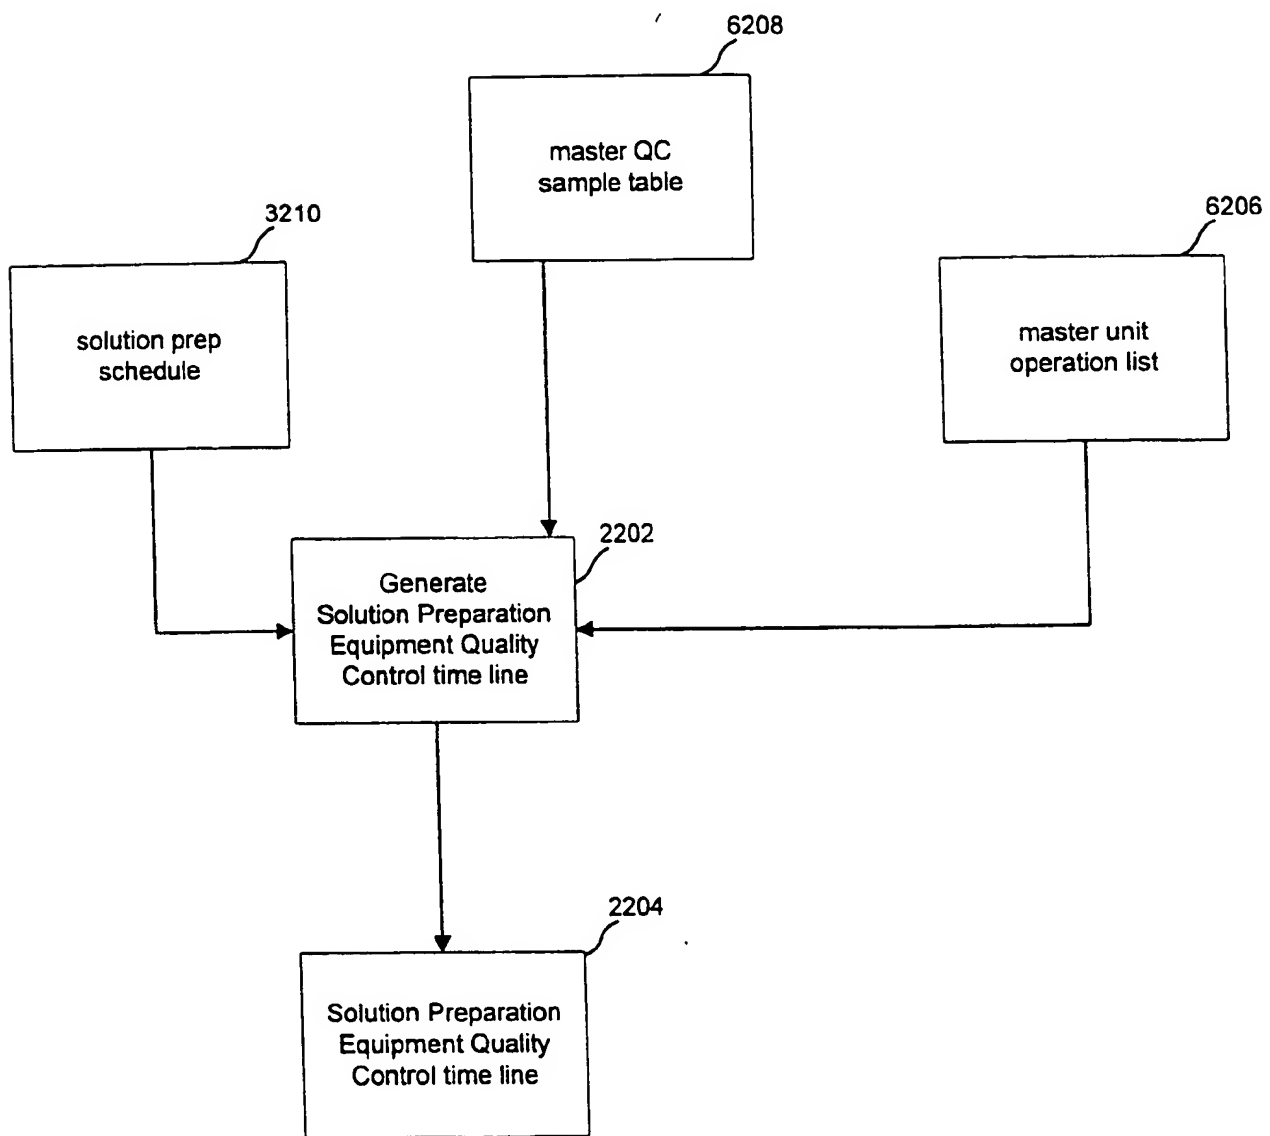 6208
master QC
sample table
3210
solution prep
schedule
6206
master unit
operation list
2202
Generate
Solution Preparation
Equipment Quality
Control time line
2204
Solution Preparation
Equipment Quality
Control time line